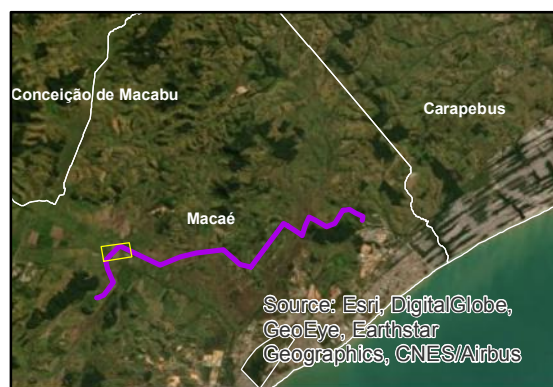 Conceição de Macabu
Carapebus
Macaé
Source: Esri, DigitalGlobe,
GeoEye, Earthstar
Geographics, CNES/Airbus